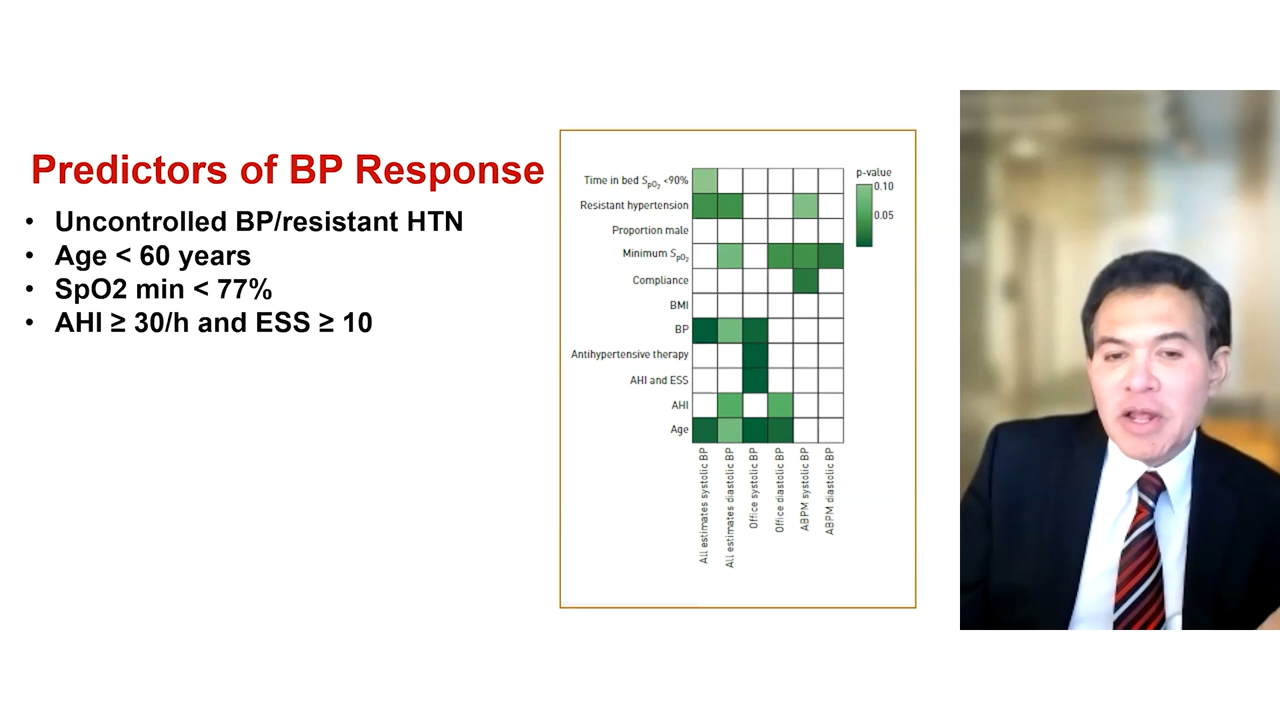 Predictors of BP Response
• Uncontrolled BP/resistant HTN
• Age < 60 years
• SpO2 min < 77%
• AHI ≥ 30/h and ESS ≥ 10
Time in bed SpO₂ <90%
Resistant hypertension
Proportion male
Minimum SpO₂
Compliance
BMI
BP
Antihypertensive therapy
AHI and ESS
AHI
Age
All estimates systolic BP
All estimates diastolic BP
Office systolic BP
Office diastolic BP
ABPM systolic BP
ABPM diastolic BP
p-value
0.10
0.05